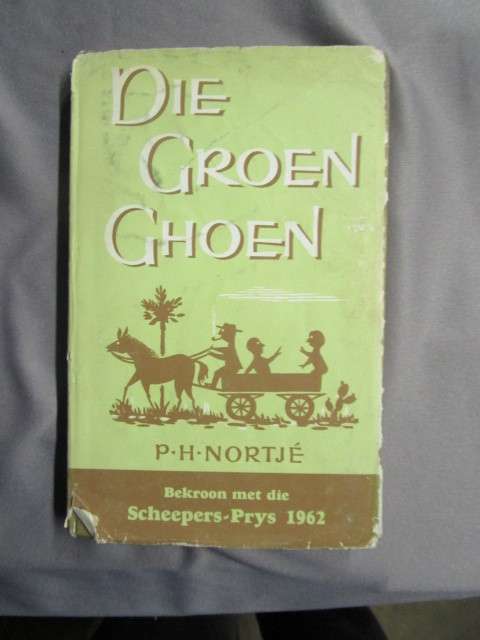 DIE
GROEN
GHOEN
P·H·NORTJÉ
Bekroon met die
Scheepers-Prys 1962